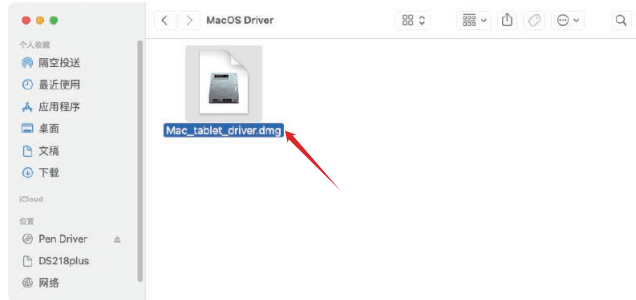 MacOS Driver
个人收藏
隔空投送
最近使用
应用程序
桌面
文稿
下载
iCloud
位置
Pen Driver
DS218plus
网络
Mac_tablet_driver.dmg